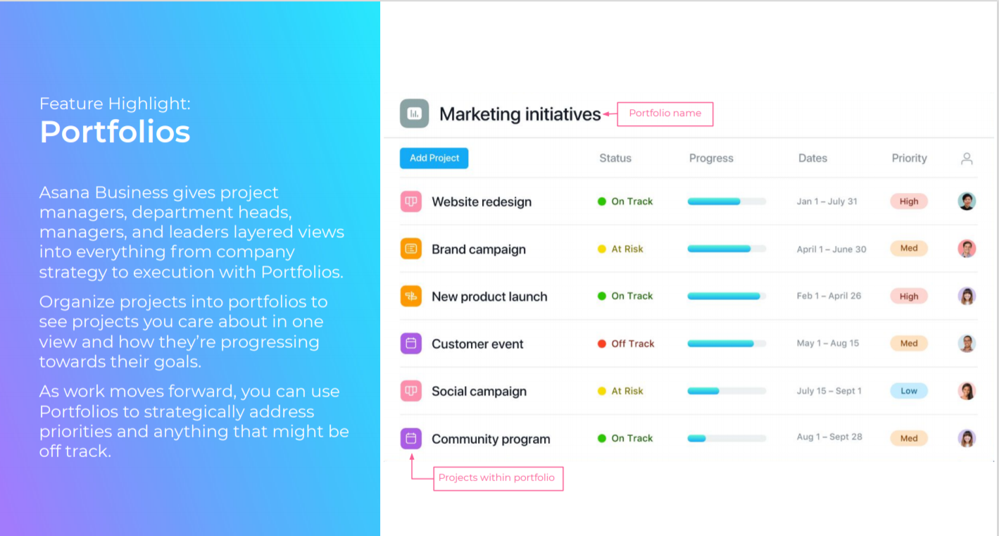 Feature Highlight:
Portfolios
Asana Business gives project
managers, department heads,
managers, and leaders layered views
into everything from company
strategy to execution with Portfolios.
Organize projects into portfolios to
see projects you care about in one
view and how they’re progressing
towards their goals.
As work moves forward, you can use
Portfolios to strategically address
priorities and anything that might be
off track.
Marketing initiatives Portfolio name
Add Project Status Progress Dates Priority
Website redesign On Track Jan 1 – July 31 High
Brand campaign At Risk April 1 – June 30 Med
New product launch On Track Feb 1 – April 26 High
Customer event Off Track May 1 – Aug 15 Med
Social campaign At Risk July 15 – Sept 1 Low
Community program On Track Aug 1 – Sept 28 Med
Projects within portfolio